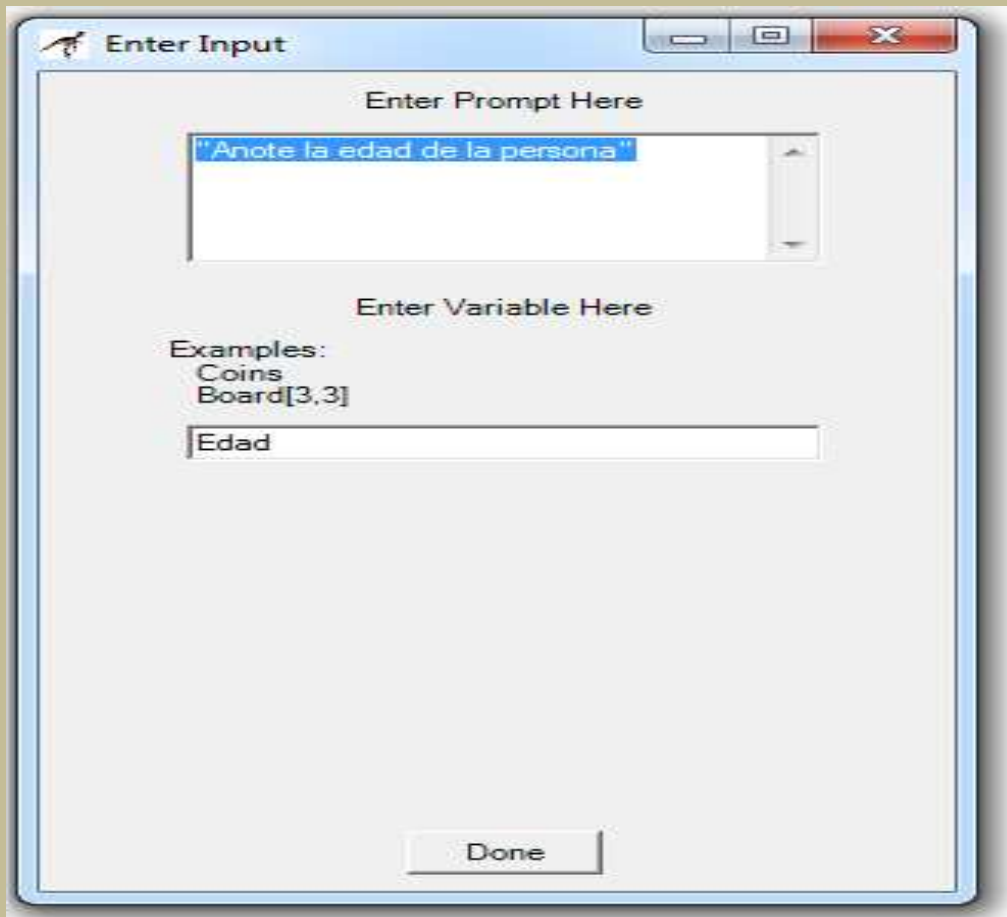 Enter Input
Enter Prompt Here
"Anote la edad de la persona"
Enter Variable Here
Examples:
Coins
Board[3,3]
Edad
Done